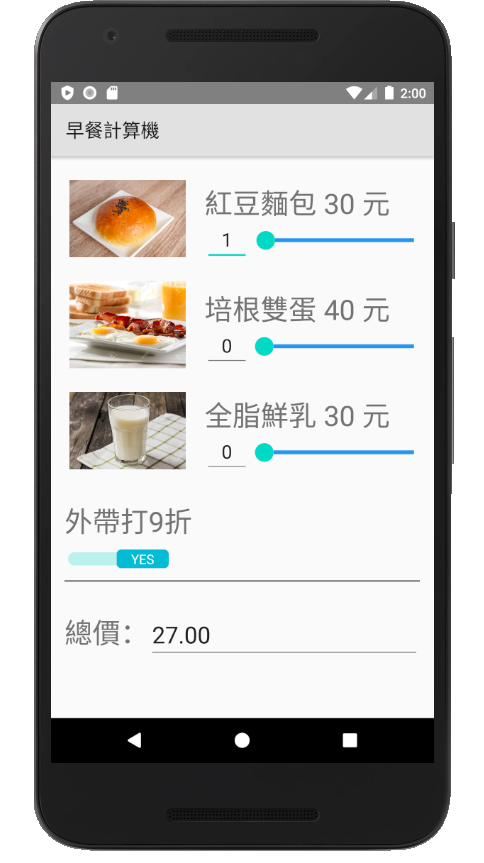 2:00
早餐計算機
紅豆麵包 30 元
1
培根雙蛋 40 元
0
全脂鮮乳 30 元
0
外帶打9折
YES
總價： 27.00